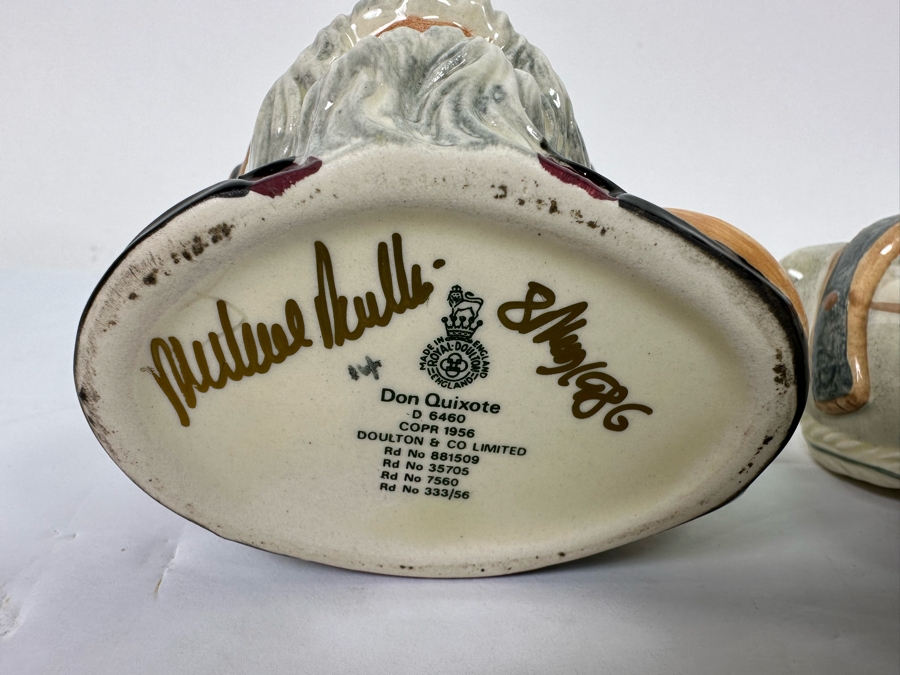 Michael Doulton.
8 May 1986
MADE IN ENGLAND
ROYAL·DOULTON
ENGLAND
Don Quixote
D 6460
COPR 1956
DOULTON & CO LIMITED
Rd No 881509
Rd No 35705
Rd No 7560
Rd No 333/56